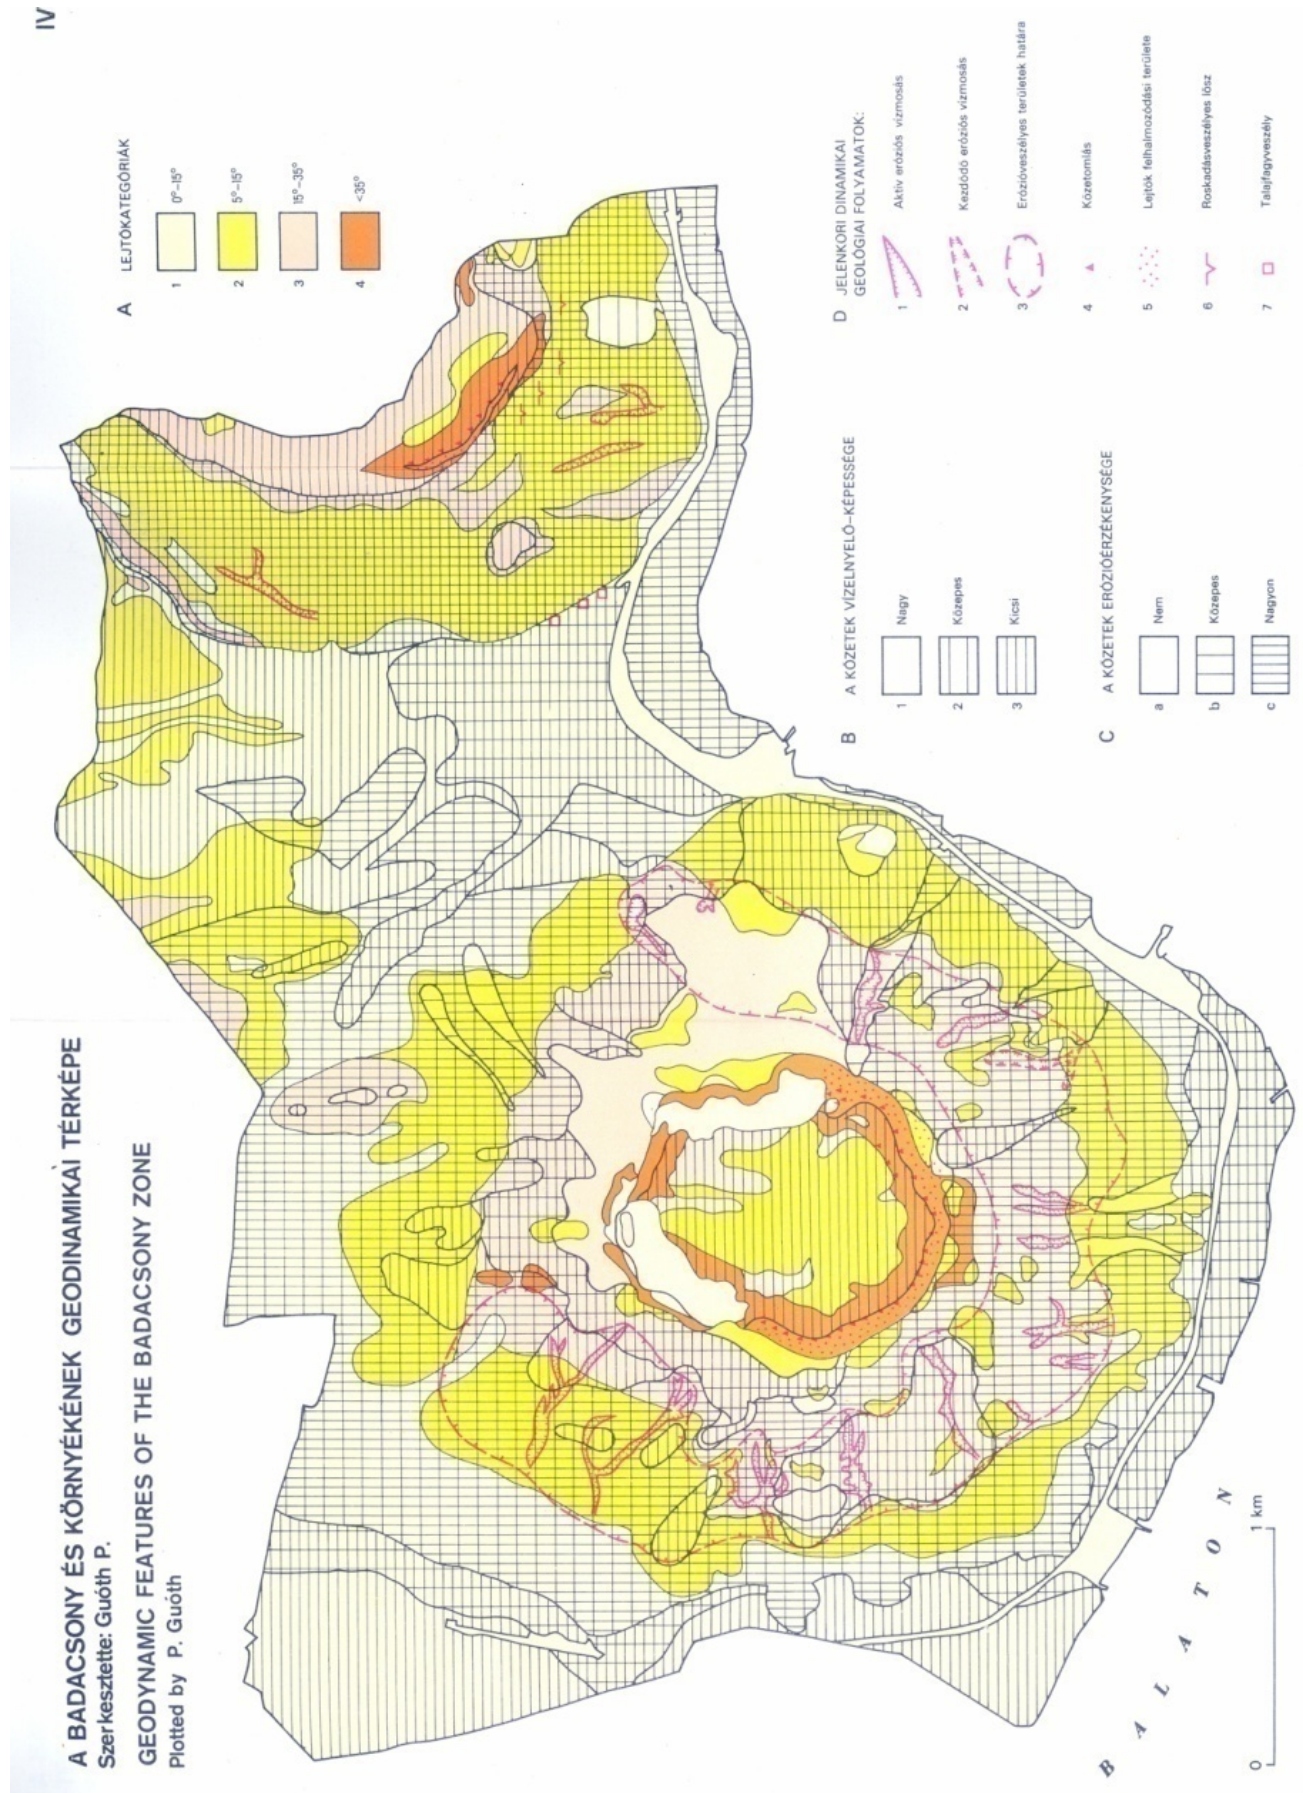 IV
A BADACSONY ÉS KÖRNYÉKÉNEK GEODINAMIKAI TÉRKÉPE
Szerkesztette: Guóth P.
GEODYNAMIC FEATURES OF THE BADACSONY ZONE
Plotted by P. Guóth
A LEJTŐKATEGÓRIÁK
1 0°–15°
2 5°–15°
3 15°–35°
4 <35°
B A KŐZETEK VÍZELNYELŐ-KÉPESSÉGE
1 Nagy
2 Közepes
3 Kicsi
C A KŐZETEK ERÓZIÓÉRZÉKENYSÉGE
a Nem
b Közepes
c Nagyon
D JELENKORI DINAMIKAI
GEOLÓGIAI FOLYAMATOK:
1 Aktív eróziós vízmosás
2 Kezdődő eróziós vízmosás
3 Erózióveszélyes területek határa
4 Kőzetomlás
5 Lejtők felhalmozódási területe
6 Roskadásveszélyes lösz
7 Talajfagyveszély
BALATON
0 1 km